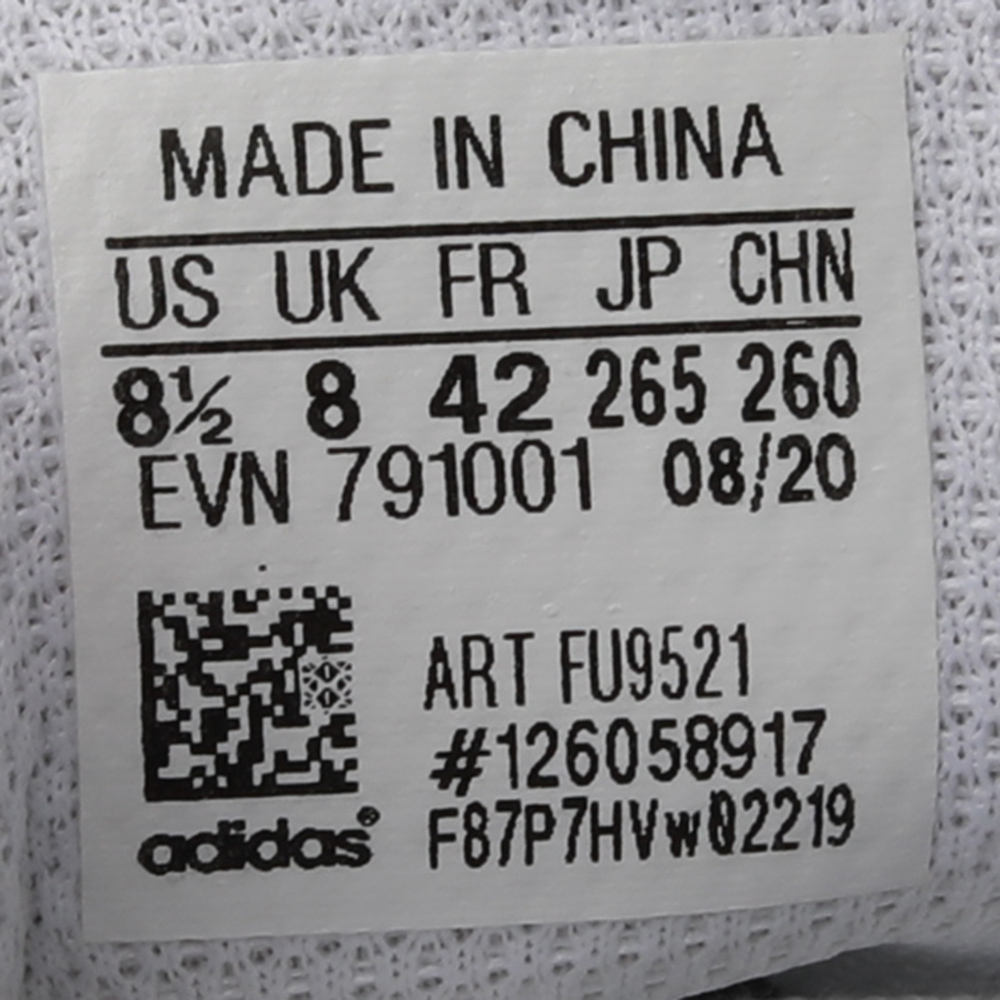 MADE IN CHINA
US UK FR JP CHN
8½ 8 42 265 260
EVN 791001 08/20
ART FU9521
#126058917
F87P7HVw02219
adidas®